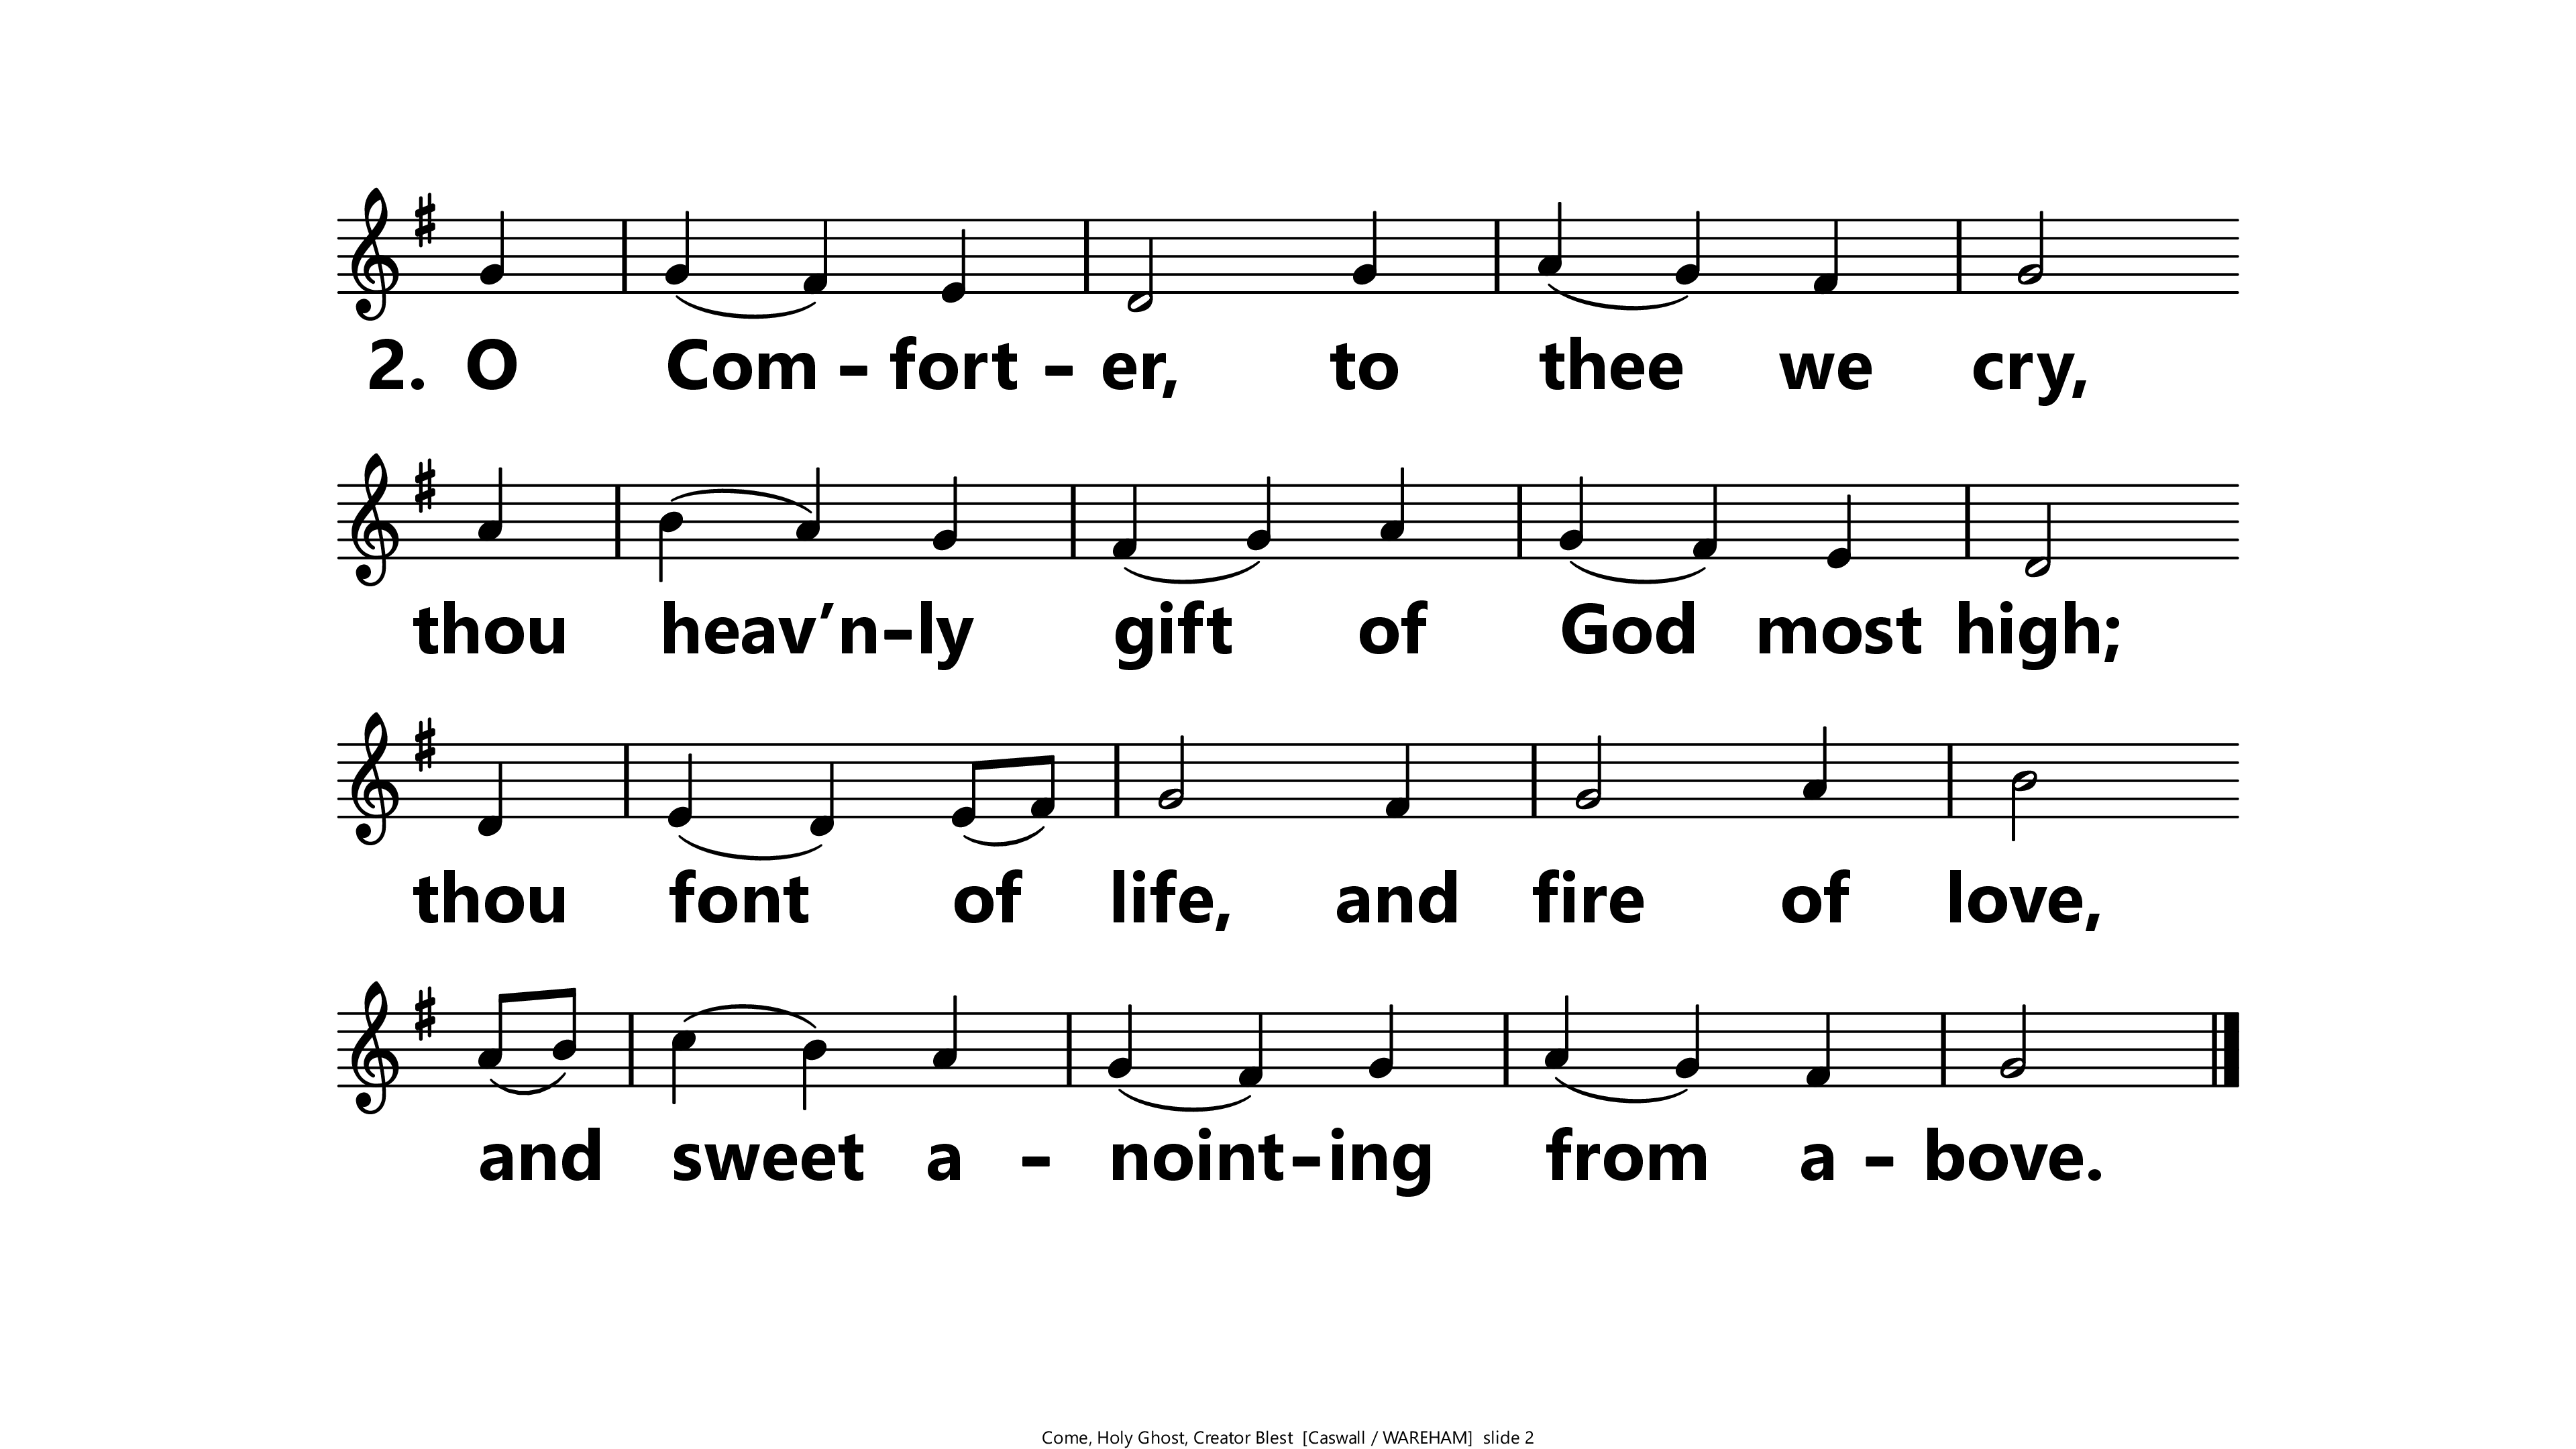 2. O Com - fort - er, to thee we cry,
thou heav’n-ly gift of God most high;
thou font of life, and fire of love,
and sweet a - noint-ing from a - bove.
Come, Holy Ghost, Creator Blest [Caswall / WAREHAM] slide 2